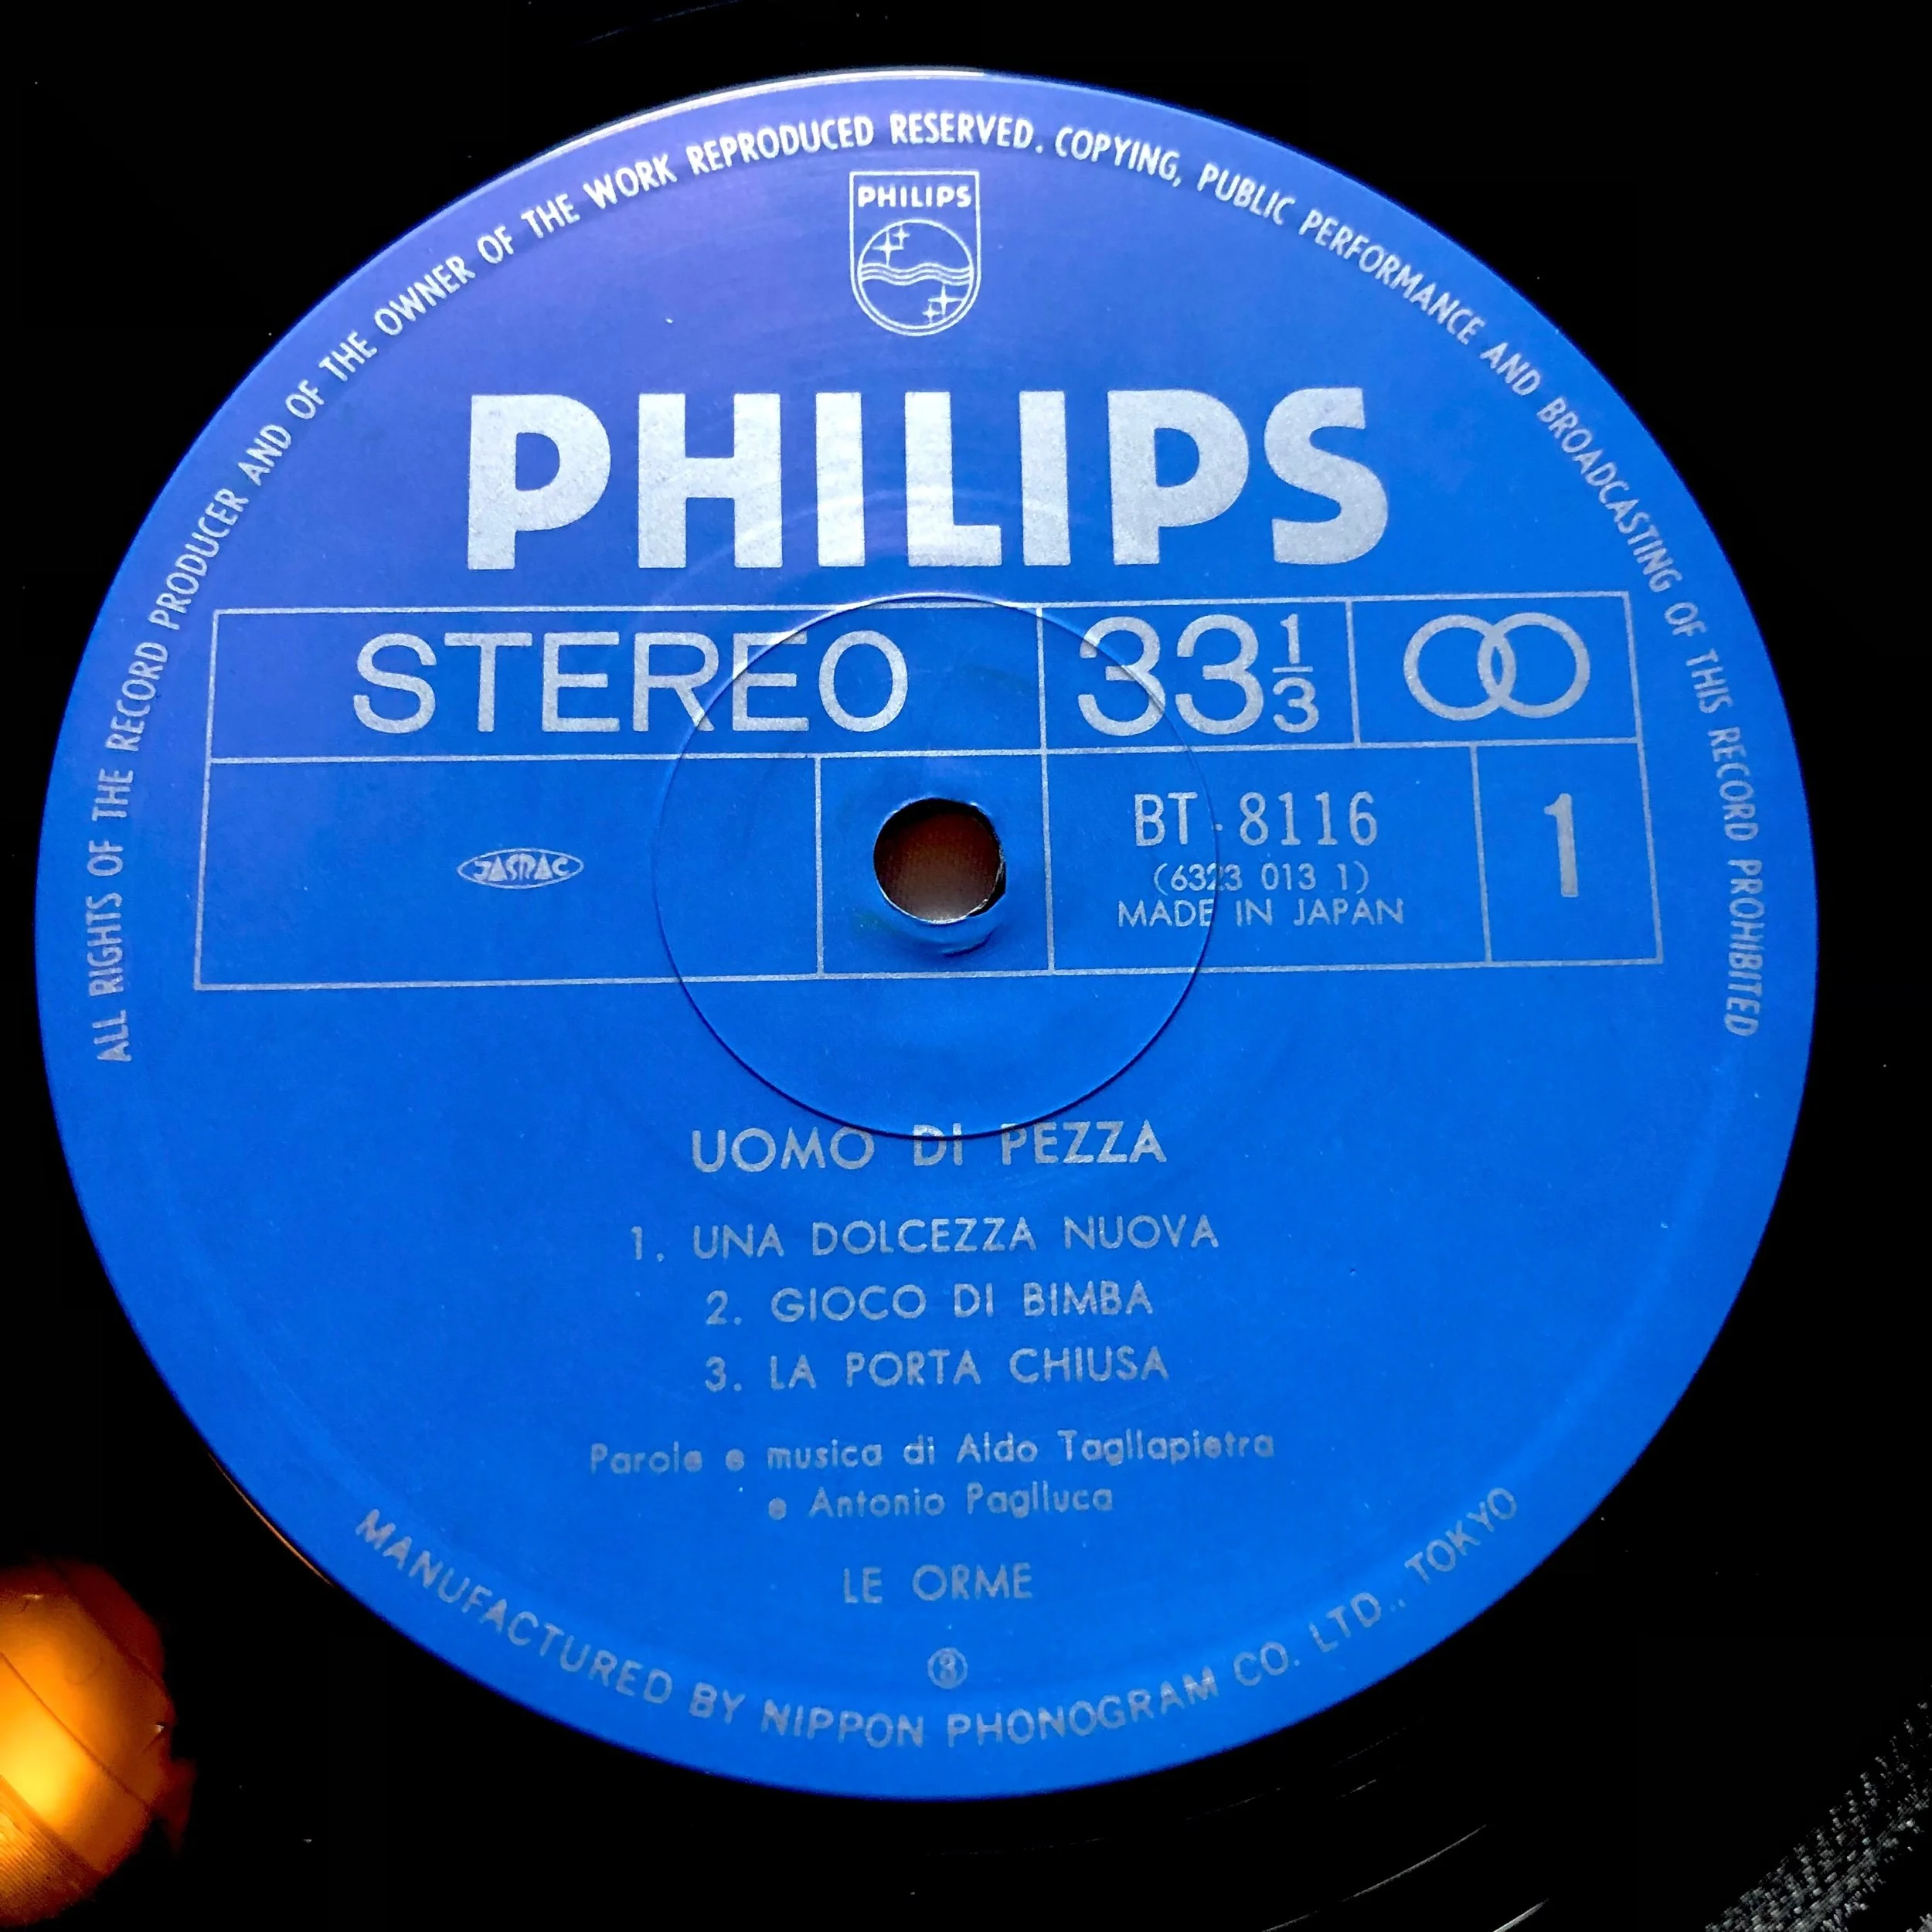 ALL RIGHTS OF THE RECORD PRODUCER AND OF THE OWNER OF THE WORK REPRODUCED RESERVED. COPYING, PUBLIC PERFORMANCE AND BROADCASTING OF THIS RECORD PROHIBITED
PHILIPS
PHILIPS
STEREO
33 1/3
JASRAC
BT-8116
(6323 013 1)
MADE IN JAPAN
1
UOMO DI PEZZA
1. UNA DOLCEZZA NUOVA
2. GIOCO DI BIMBA
3. LA PORTA CHIUSA
Parole e musica di Aldo Tagliapietra
e Antonio Pagliuca
LE ORME
MANUFACTURED BY NIPPON PHONOGRAM CO. LTD., TOKYO